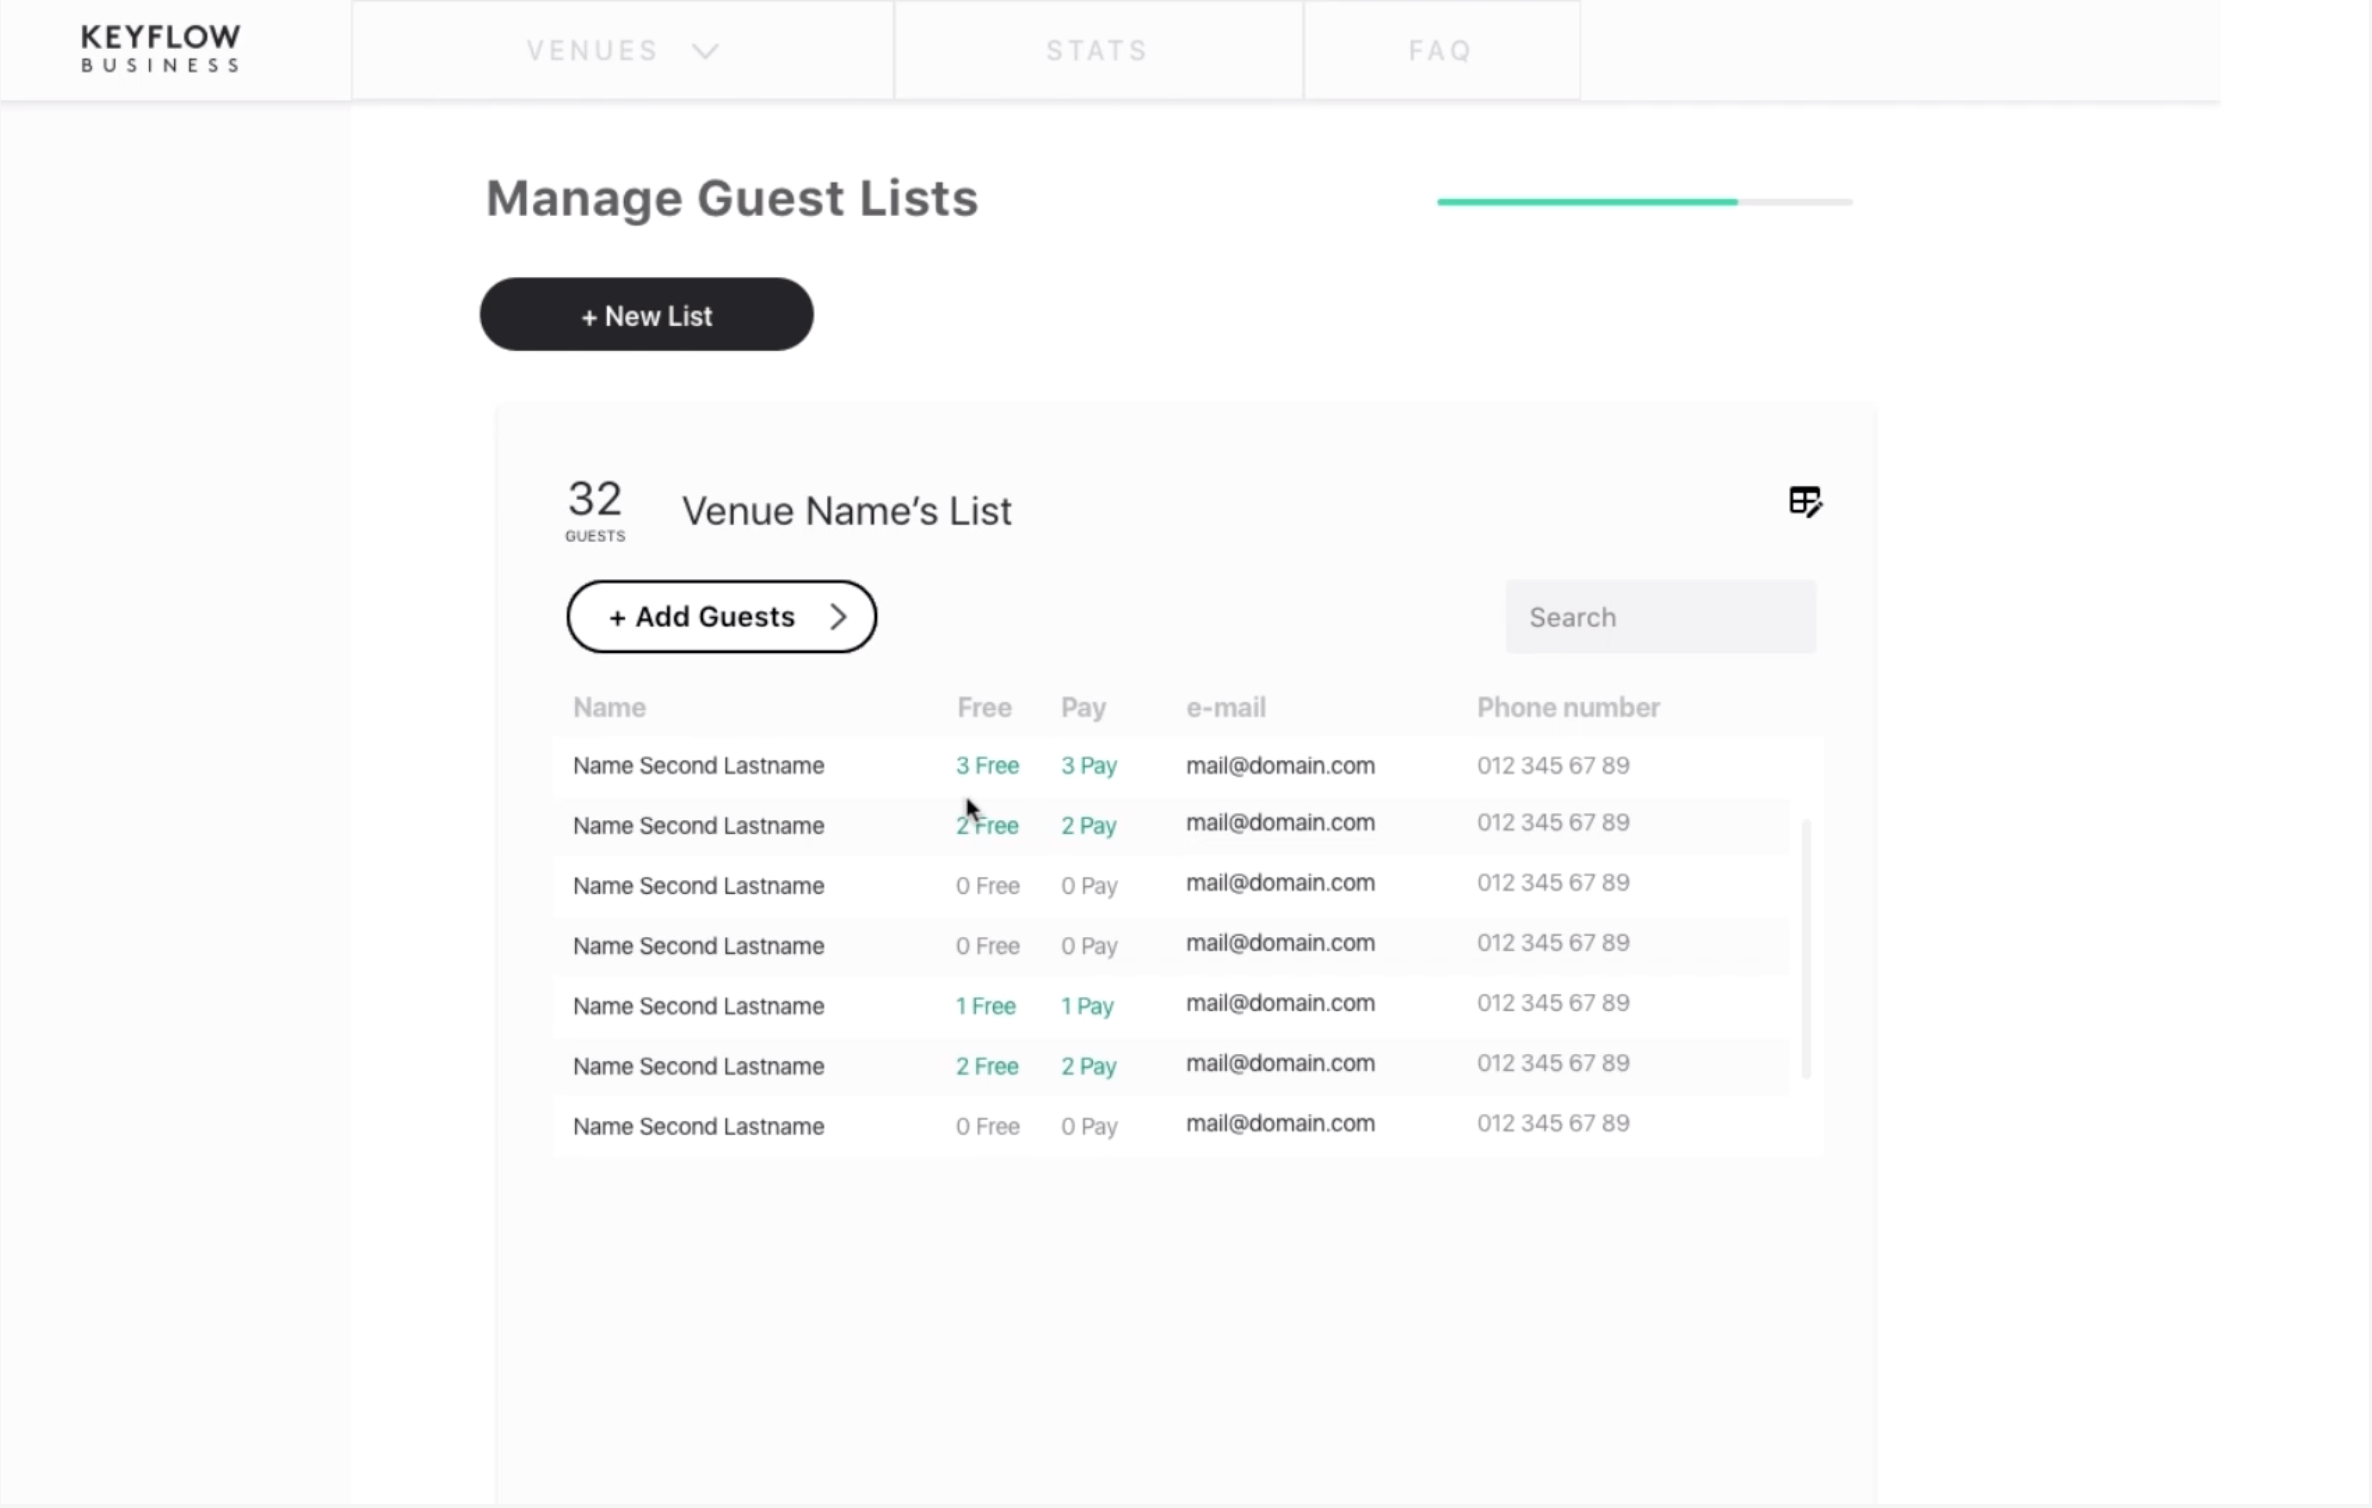 KEYFLOW
BUSINESS
VENUES STATS FAQ
Manage Guest Lists
+ New List
32
GUESTS
Venue Name’s List
+ Add Guests
Search
Name Free Pay e-mail Phone number
Name Second Lastname 3 Free 3 Pay mail@domain.com 012 345 67 89
Name Second Lastname 2 Free 2 Pay mail@domain.com 012 345 67 89
Name Second Lastname 0 Free 0 Pay mail@domain.com 012 345 67 89
Name Second Lastname 0 Free 0 Pay mail@domain.com 012 345 67 89
Name Second Lastname 1 Free 1 Pay mail@domain.com 012 345 67 89
Name Second Lastname 2 Free 2 Pay mail@domain.com 012 345 67 89
Name Second Lastname 0 Free 0 Pay mail@domain.com 012 345 67 89